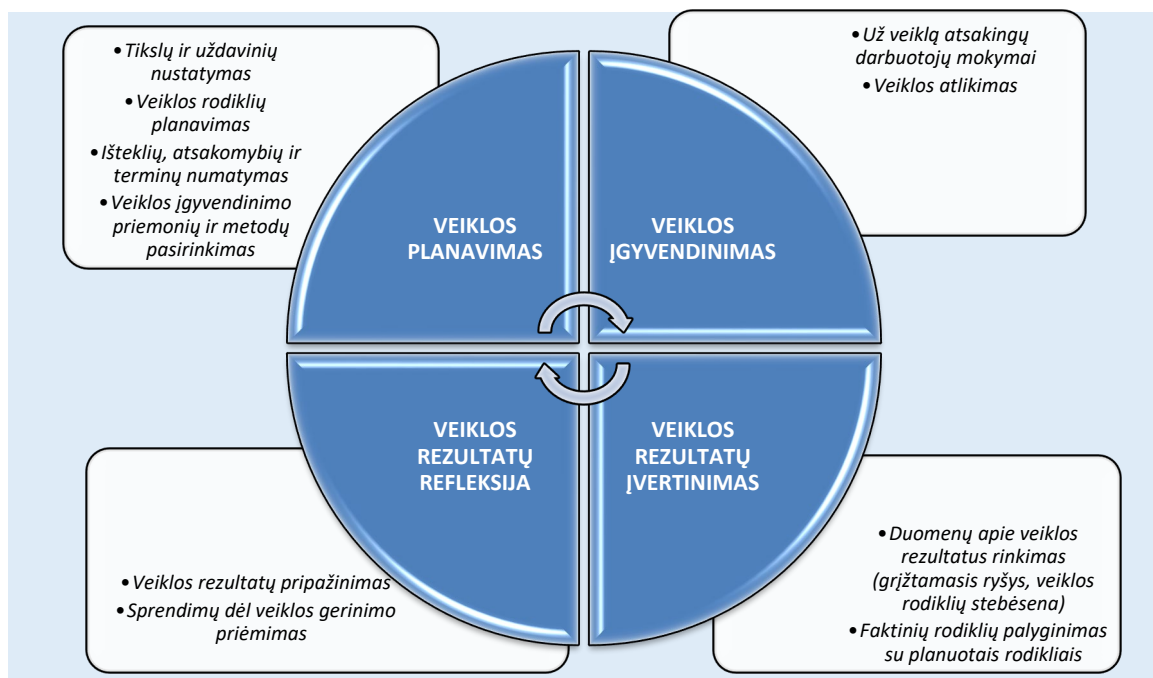 •Tikslų ir uždavinių
nustatymas
•Veiklos rodiklių
planavimas
•Išteklių, atsakomybių ir
terminų numatymas
•Veiklos įgyvendinimo
priemonių ir metodų
pasirinkimas
•Už veiklą atsakingų
darbuotojų mokymai
•Veiklos atlikimas
VEIKLOS
PLANAVIMAS
VEIKLOS
ĮGYVENDINIMAS
VEIKLOS
REZULTATŲ
REFLEKSIJA
VEIKLOS
REZULTATŲ
ĮVERTINIMAS
•Veiklos rezultatų pripažinimas
•Sprendimų dėl veiklos gerinimo
priėmimas
•Duomenų apie veiklos
rezultatus rinkimas
(grįžtamasis ryšys, veiklos
rodiklių stebėsena)
•Faktinių rodiklių palyginimas
su planuotais rodikliais